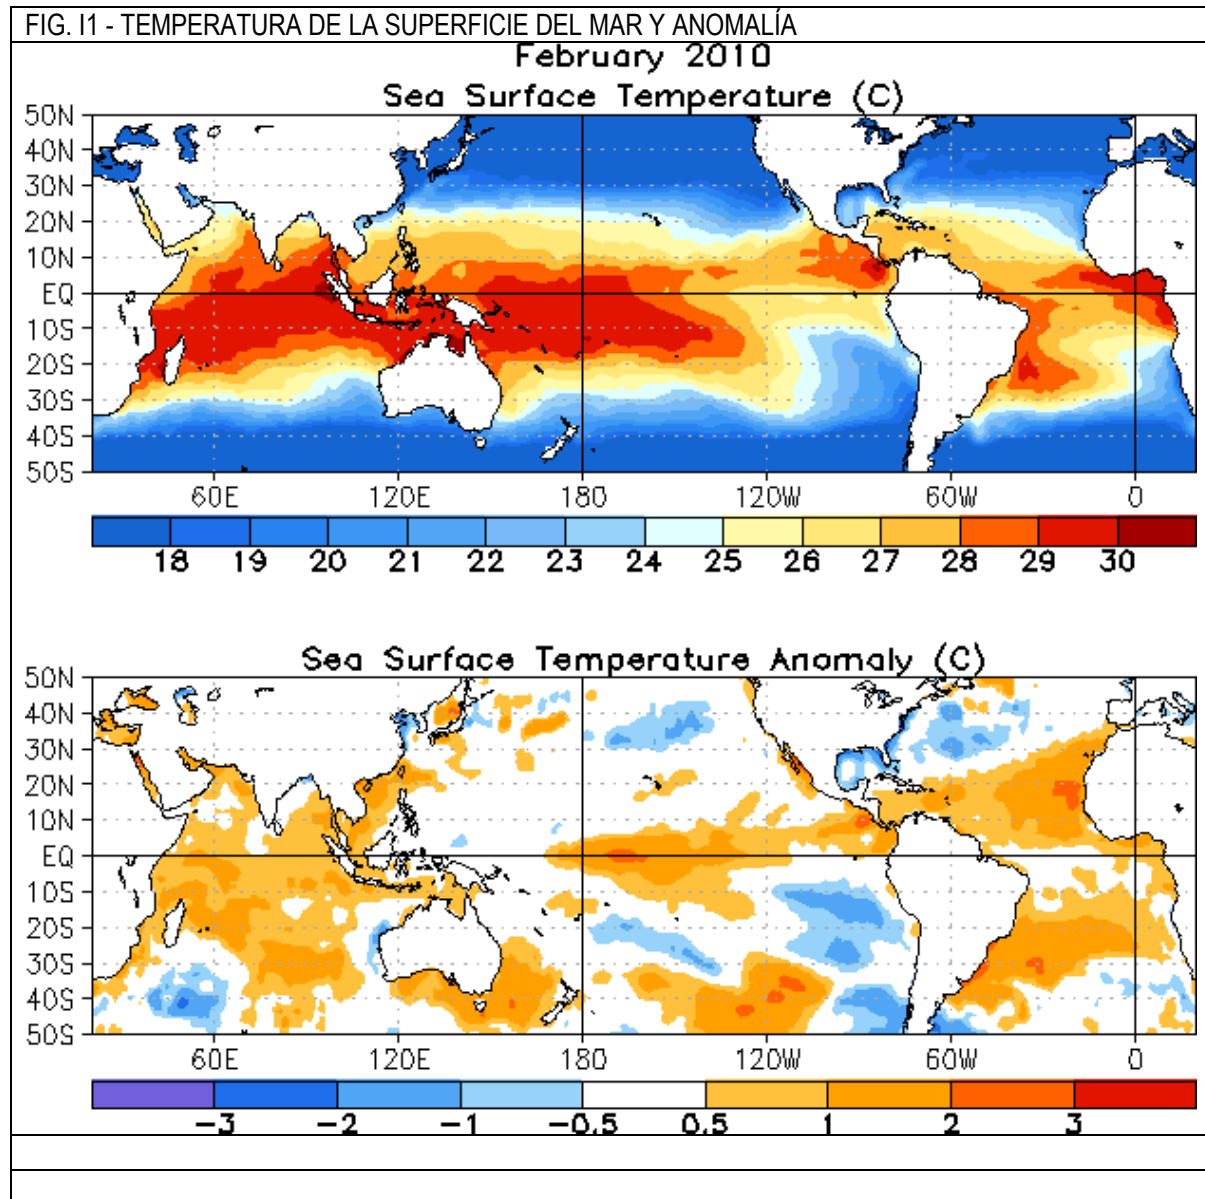 FIG. I1 - TEMPERATURA DE LA SUPERFICIE DEL MAR Y ANOMALÍA
February 2010
Sea Surface Temperature (C)
50N
40N
30N
20N
10N
EQ
10S
20S
30S
40S
50S
60E 120E 180 120W 60W 0
18 19 20 21 22 23 24 25 26 27 28 29 30
Sea Surface Temperature Anomaly (C)
50N
40N
30N
20N
10N
EQ
10S
20S
30S
40S
50S
60E 120E 180 120W 60W 0
-3 -2 -1 -0.5 0.5 1 2 3